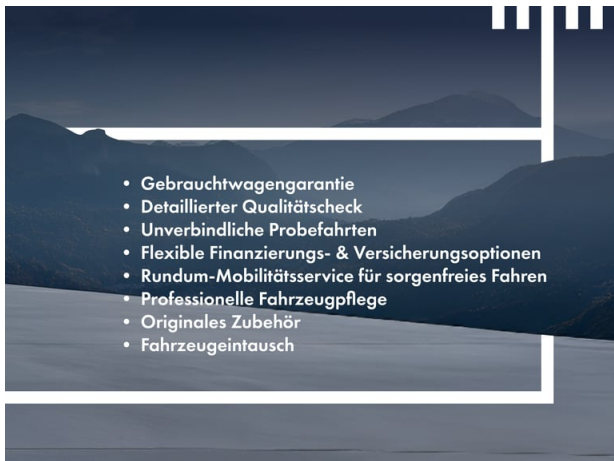 • Gebrauchtwagengarantie
• Detaillierter Qualitätscheck
• Unverbindliche Probefahrten
• Flexible Finanzierungs- & Versicherungsoptionen
• Rundum-Mobilitätsservice für sorgenfreies Fahren
• Professionelle Fahrzeugpflege
• Originales Zubehör
• Fahrzeugeintausch